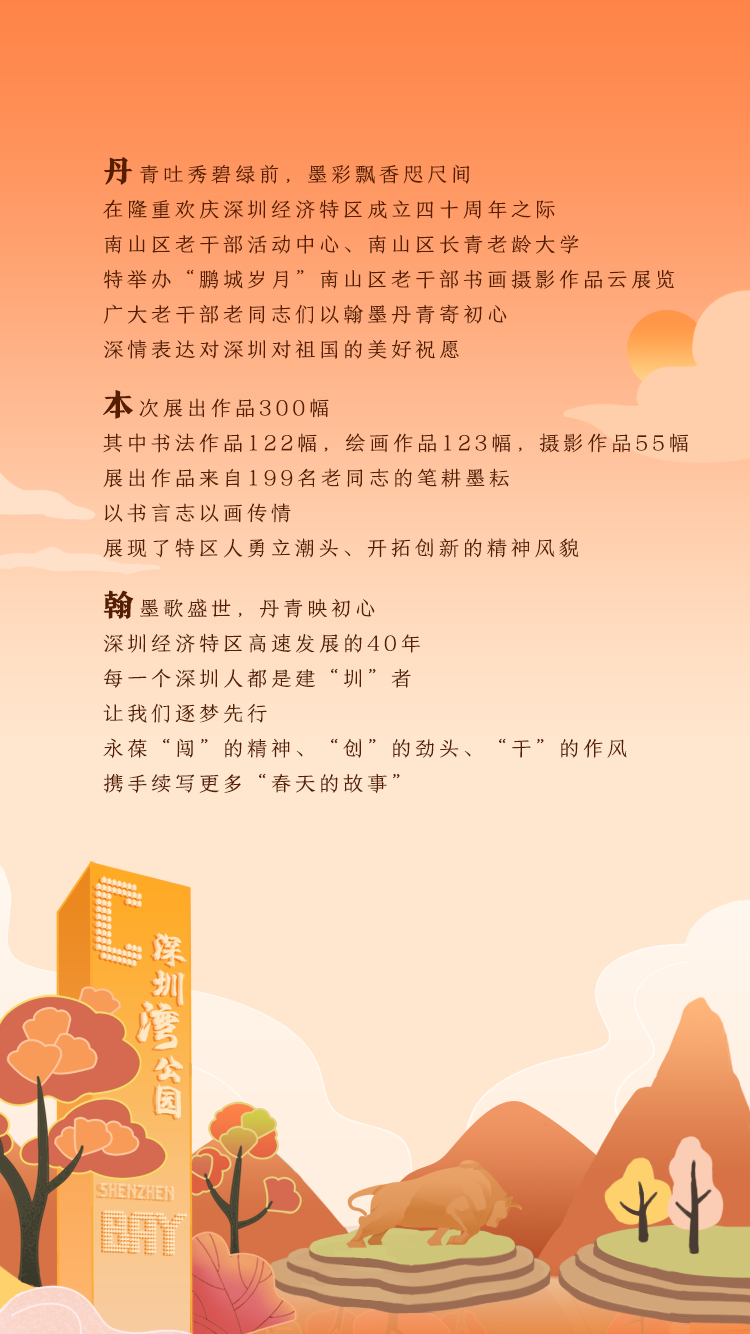 丹青吐秀碧绿前，墨彩飘香咫尺间
在隆重欢庆深圳经济特区成立四十周年之际
南山区老干部活动中心、南山区长青老龄大学
特举办“鹏城岁月”南山区老干部书画摄影作品云展览
广大老干部老同志们以翰墨丹青寄初心
深情表达对深圳对祖国的美好祝愿
本次展出作品300幅
其中书法作品122幅，绘画作品123幅，摄影作品55幅
展出作品来自199名老同志的笔耕墨耘
以书言志以画传情
展现了特区人勇立潮头、开拓创新的精神风貌
翰墨歌盛世，丹青映初心
深圳经济特区高速发展的40年
每一个深圳人都是建“圳”者
让我们逐梦先行
永葆“闯”的精神、“创”的劲头、“干”的作风
携手续写更多“春天的故事”
C
深圳湾公园
SHENZHEN
BAY